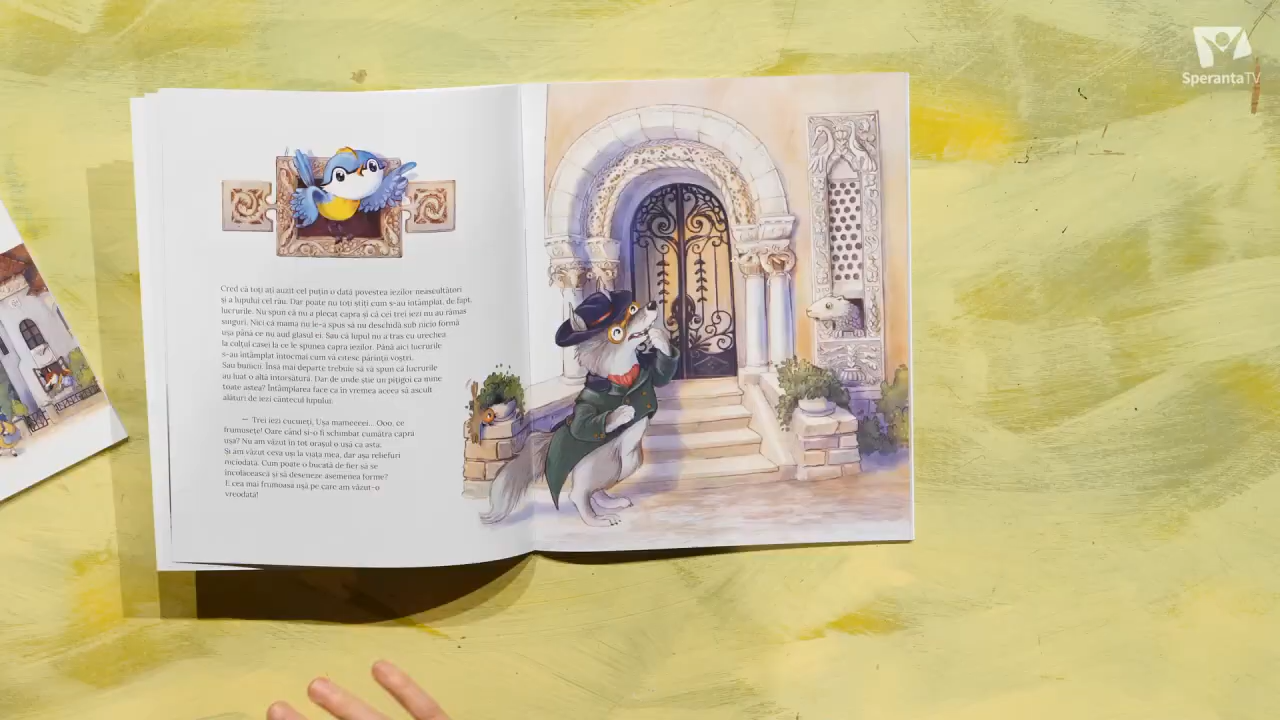 Speranta TV
Cred că toți ați auzit cel puțin o dată povestea iezilor neascultători
și a lupului cel rău. Dar poate nu toți știți cum s-au întâmplat, de fapt,
lucrurile. Nu spun că nu a plecat capra și că cei trei iezi nu au rămas
singuri. Nici că mama nu le-a spus să nu deschidă sub nicio formă
ușa până ce nu aud glasul ei. Sau că lupul nu a tras cu urechea
la colțul casei la ce le spunea capra iezilor. Până aici lucrurile
s-au întâmplat întocmai cum vă citesc părinții voștri.
Sau bunicii. Însă mai departe trebuie să vă spun că lucrurile
au luat o altă întorsătură. Dar de unde știe un pițigoi ca mine
toate astea? Întâmplarea face ca în vremea aceea să ascult
alături de iezi cântecul lupului.
— Trei iezi cucuieți, Ușa mameeeei... Ooo, ce
frumusețe! Oare când și-o fi schimbat cumătra capra
ușa? Nu am văzut în tot orașul o ușă ca asta.
Și am văzut ceva uși la viața mea, dar așa reliefuri
niciodată. Cum poate o bucată de fier să se
încolăcească și să deseneze asemenea forme?
E cea mai frumoasă ușă pe care am văzut-o
vreodată!